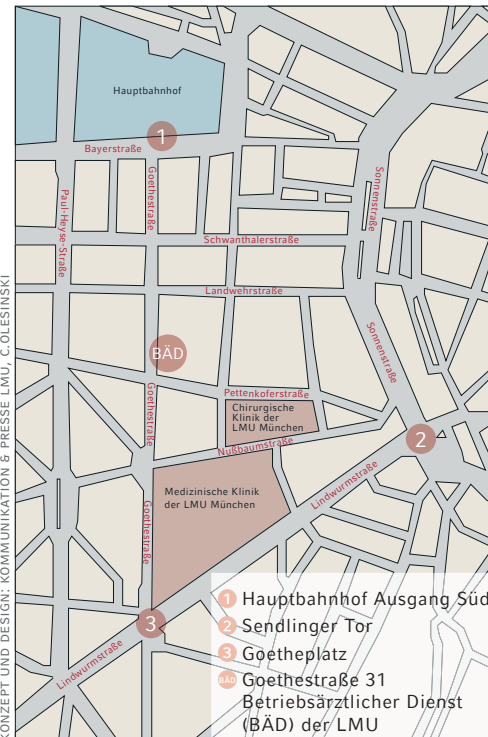 Hauptbahnhof
1
Bayerstraße
Paul-Heyse-Straße
Goethestraße
Sonnenstraße
Schwanthalerstraße
Landwehrstraße
Sonnenstraße
BÄD
Goethestraße
Pettenkoferstraße
Chirurgische
Klinik der
LMU München
2
Nußbaumstraße
Lindwurmstraße
Medizinische Klinik
der LMU München
Goethestraße
3
Lindwurmstraße
1 Hauptbahnhof Ausgang Süd
2 Sendlinger Tor
3 Goetheplatz
BÄD Goethestraße 31
Betriebsärztlicher Dienst
(BÄD) der LMU
KONZEPT UND DESIGN: KOMMUNIKATION & PRESSE LMU, C.OLESINSKI